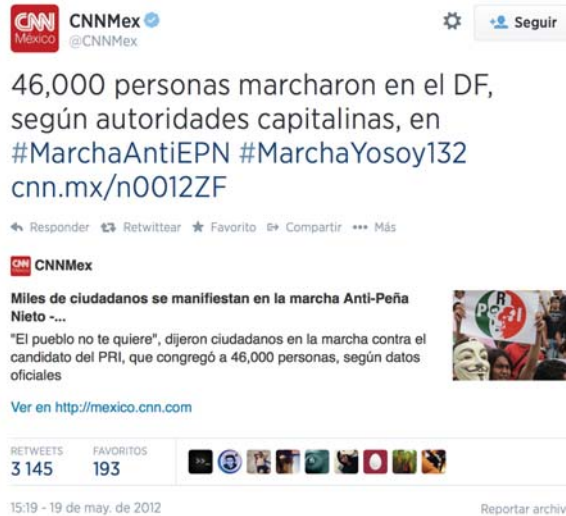 CNN
México
CNNMex
@CNNMex
Seguir
46,000 personas marcharon en el DF,
según autoridades capitalinas, en
#MarchaAntiEPN #MarchaYosoy132
cnn.mx/n0012ZF
Responder Retwittear Favorito Compartir Más
CNN CNNMex
Miles de ciudadanos se manifiestan en la marcha Anti-Peña
Nieto -...
"El pueblo no te quiere", dijeron ciudadanos en la marcha contra el
candidato del PRI, que congregó a 46,000 personas, según datos
oficiales
Ver en http://mexico.cnn.com
RETWEETS FAVORITOS
3 145 193
15:19 - 19 de may. de 2012
Reportar archiv